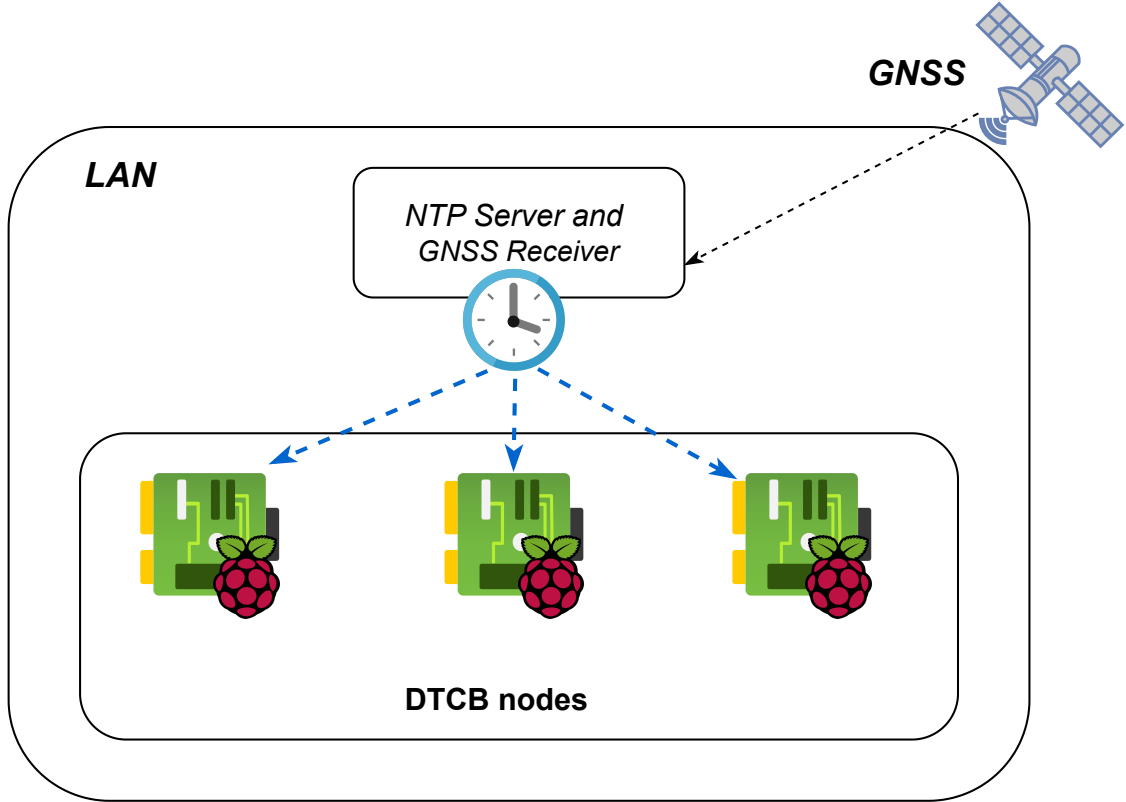 GNSS
LAN
NTP Server and
GNSS Receiver
DTCB nodes